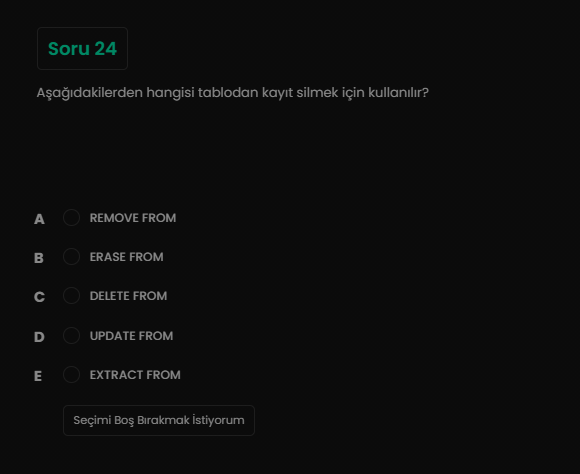 Soru 24
Aşağıdakilerden hangisi tablodan kayıt silmek için kullanılır?
A REMOVE FROM
B ERASE FROM
C DELETE FROM
D UPDATE FROM
E EXTRACT FROM
Seçimi Boş Bırakmak İstiyorum